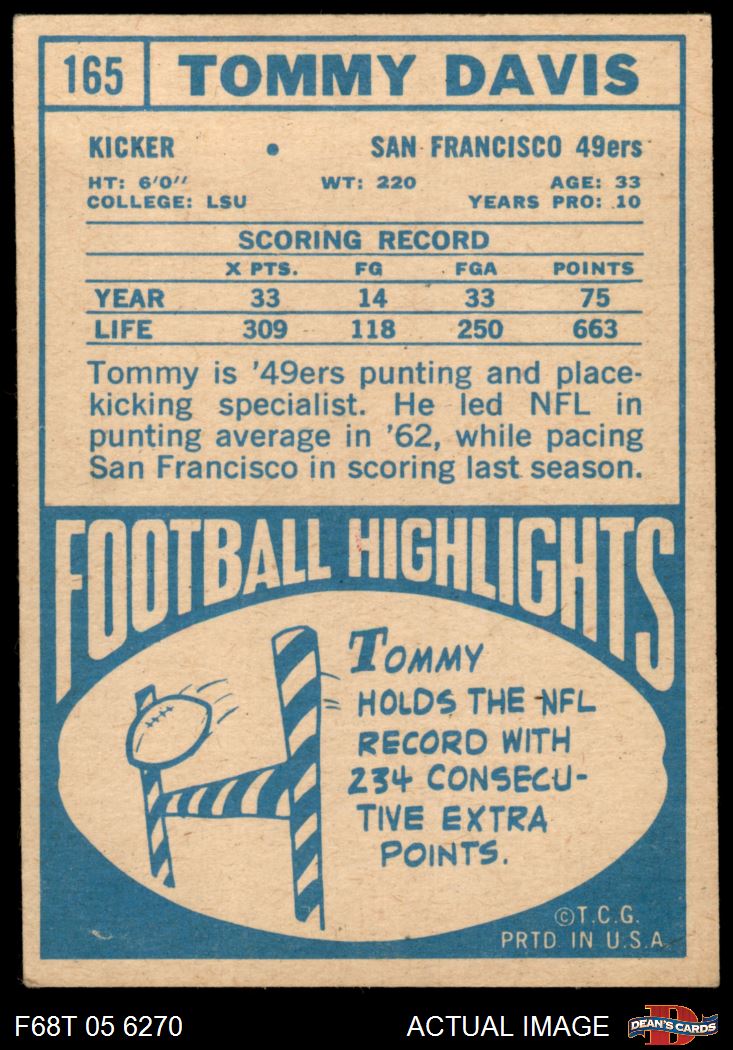 165 TOMMY DAVIS
KICKER • SAN FRANCISCO 49ers
HT: 6'0" WT: 220 AGE: 33
COLLEGE: LSU YEARS PRO: 10
SCORING RECORD
X PTS. FG FGA POINTS
YEAR 33 14 33 75
LIFE 309 118 250 663
Tommy is '49ers punting and place-
kicking specialist. He led NFL in
punting average in '62, while pacing
San Francisco in scoring last season.
FOOTBALL HIGHLIGHTS
TOMMY
HOLDS THE NFL
RECORD WITH
234 CONSECU-
TIVE EXTRA
POINTS.
©T.C.G.
PRTD. IN U.S.A.
F68T 05 6270 ACTUAL IMAGE D DEAN'S CARDS